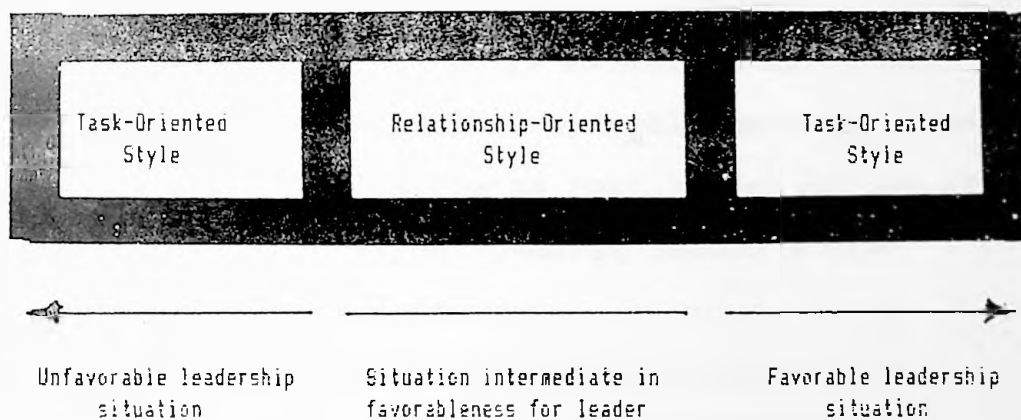 Task-Oriented
Style
Relationship-Oriented
Style
Task-Oriented
Style
Unfavorable leadership
situation
Situation intermediate in
favorableness for leader
Favorable leadership
situation